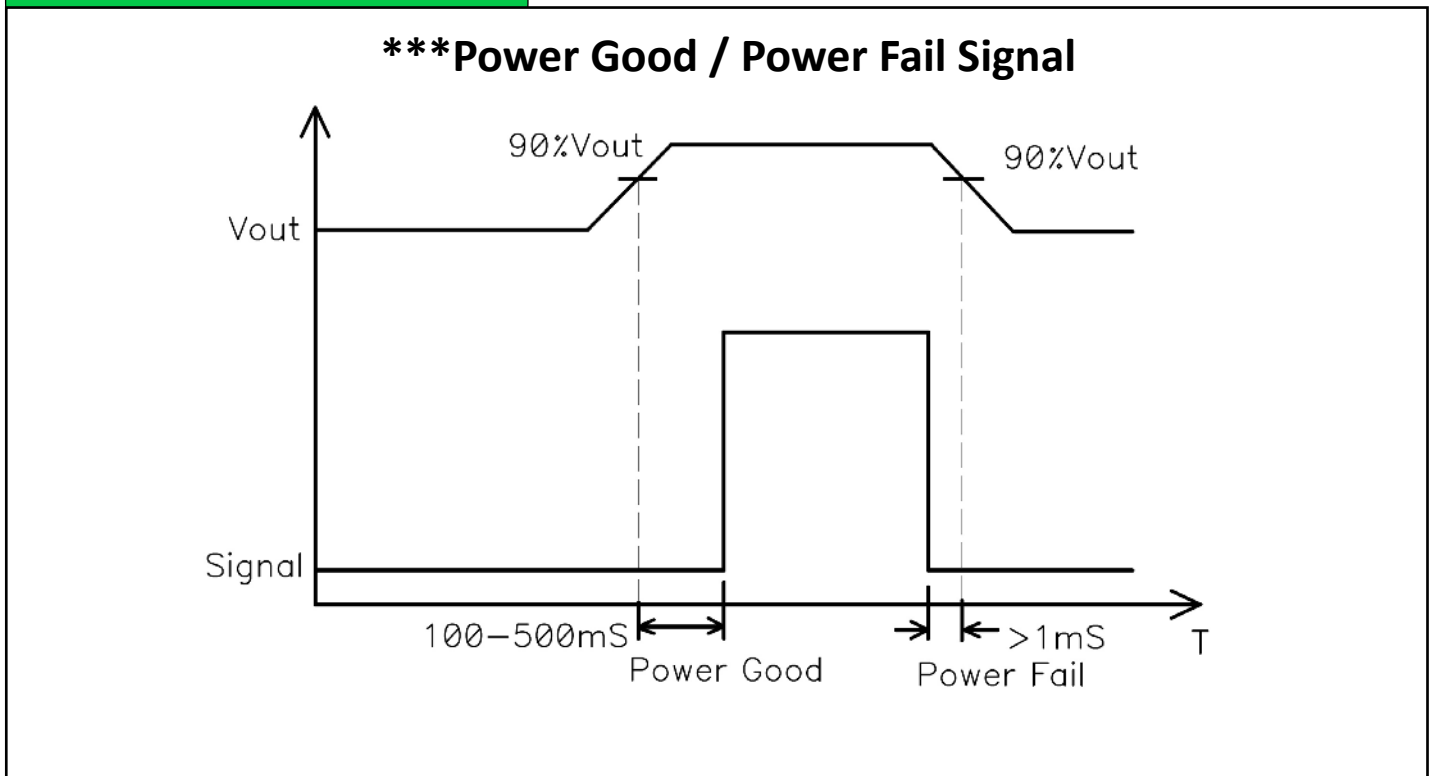 ***Power Good / Power Fail Signal
90%Vout
90%Vout
Vout
Signal
100-500mS
>1mS
T
Power Good
Power Fail